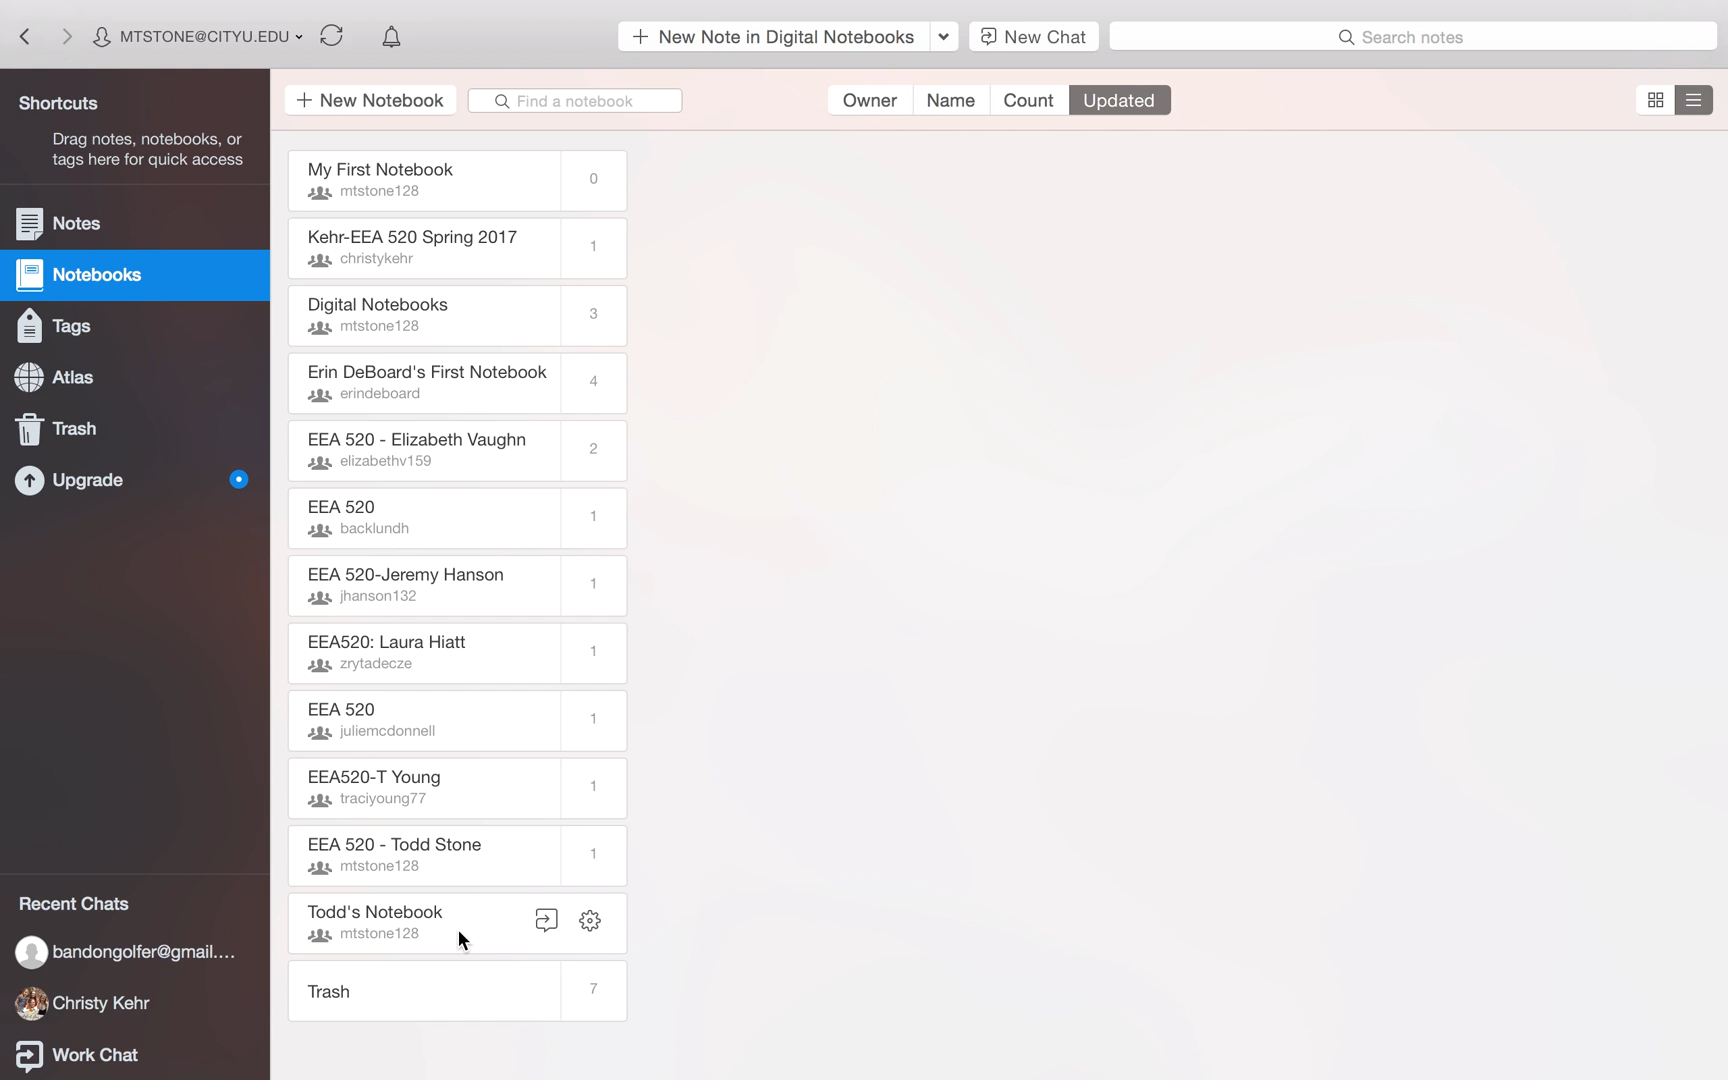 MTSTONE@CITYU.EDU
New Note in Digital Notebooks
New Chat
Search notes
Shortcuts
Drag notes, notebooks, or
tags here for quick access
Notes
Notebooks
Tags
Atlas
Trash
Upgrade
Recent Chats
bandongolfer@gmail....
Christy Kehr
Work Chat
+ New Notebook
Find a notebook
Owner
Name
Count
Updated
My First Notebook
mtstone128
0
Kehr-EEA 520 Spring 2017
christykehr
1
Digital Notebooks
mtstone128
3
Erin DeBoard's First Notebook
erindeboard
4
EEA 520 - Elizabeth Vaughn
elizabethv159
2
EEA 520
backlundh
1
EEA 520-Jeremy Hanson
jhanson132
1
EEA520: Laura Hiatt
zrytadecze
1
EEA 520
juliemcdonnell
1
EEA520-T Young
traciyoung77
1
EEA 520 - Todd Stone
mtstone128
1
Todd's Notebook
mtstone128
Trash
7